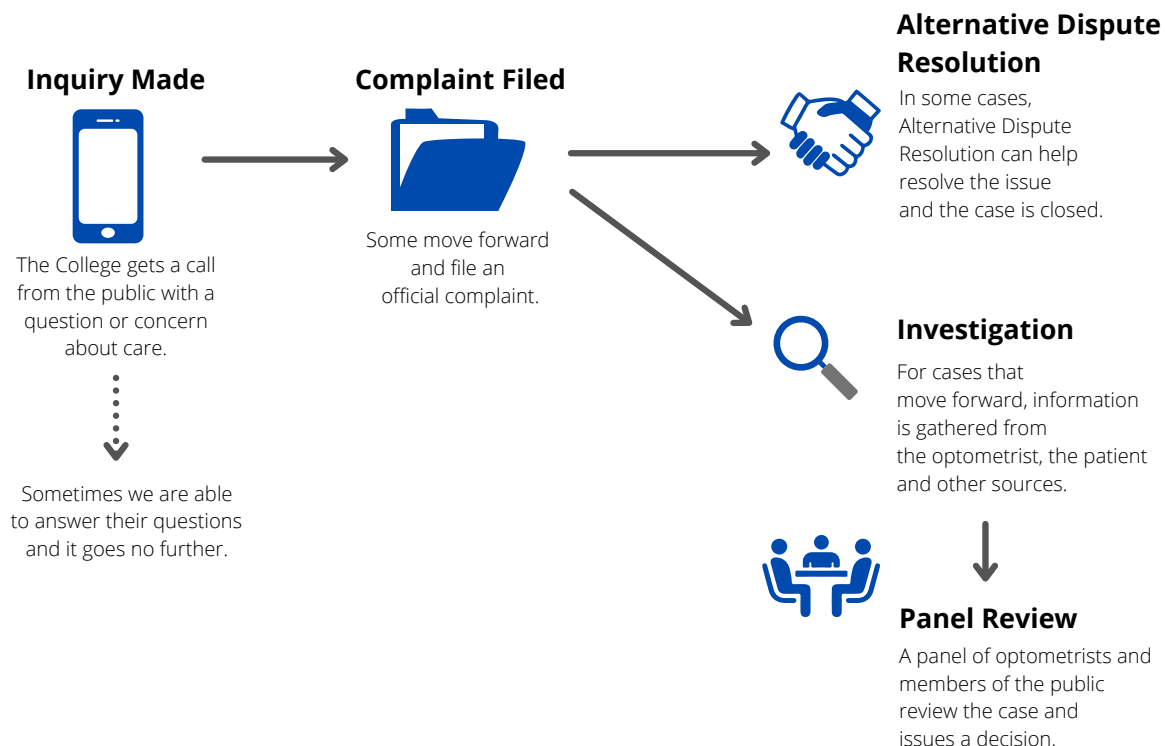 Inquiry Made
The College gets a call
from the public with a
question or concern
about care.
Sometimes we are able
to answer their questions
and it goes no further.
Complaint Filed
Some move forward
and file an
official complaint.
Alternative Dispute
Resolution
In some cases,
Alternative Dispute
Resolution can help
resolve the issue
and the case is closed.
Investigation
For cases that
move forward, information
is gathered from
the optometrist, the patient
and other sources.
Panel Review
A panel of optometrists and
members of the public
review the case and
issues a decision.